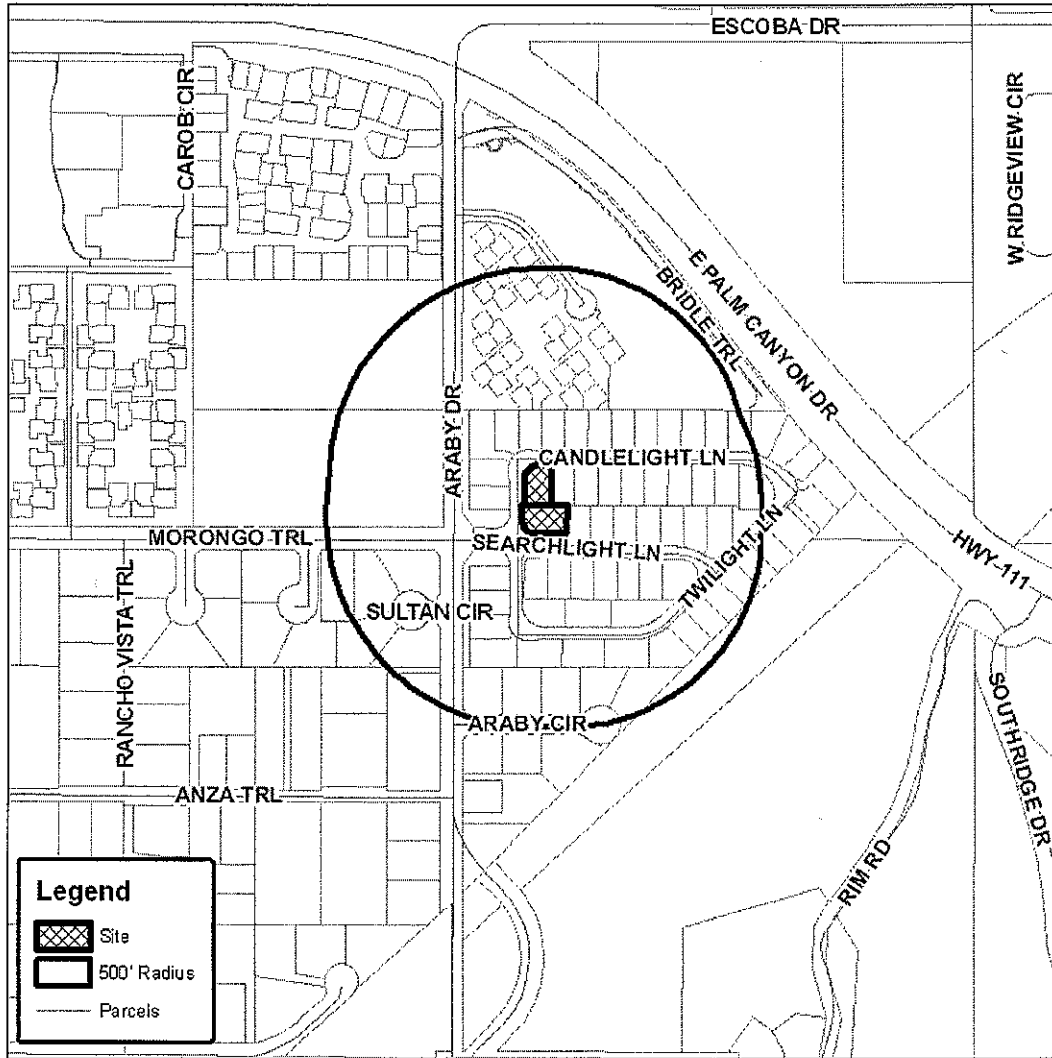 ESCOBA DR
CAROB CIR
W RIDGEVIEW CIR
E PALM CANYON DR
BRIDLE TRL
ARABY DR
CANDLELIGHT LN
MORONGO TRL
SEARCHLIGHT LN
TWILIGHT LN
HWY 111
SULTAN CIR
RANCHO VISTA TRL
ARABY CIR
SOUTHRIDGE DR
ANZA TRL
RIM RD
Legend
Site
500' Radius
Parcels